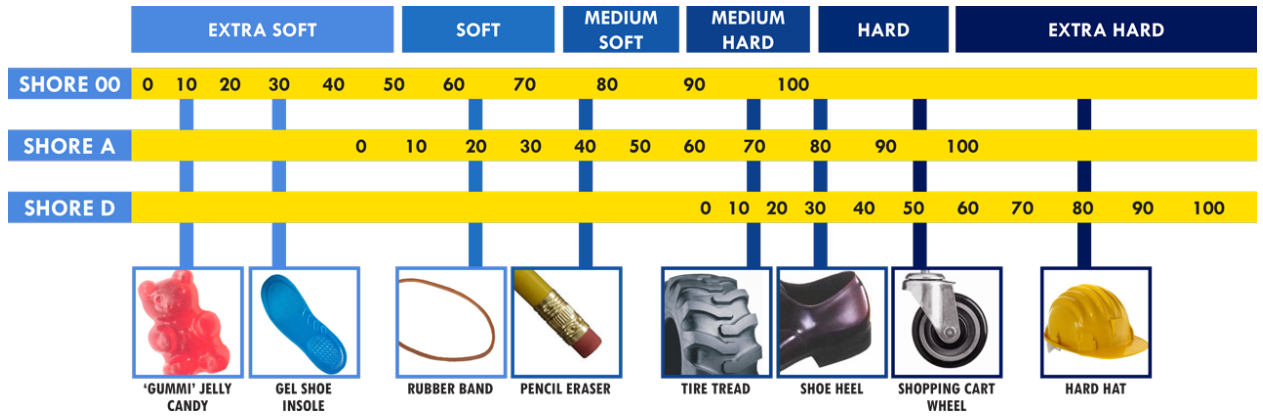 EXTRA SOFT
SOFT
MEDIUM
SOFT
MEDIUM
HARD
HARD
EXTRA HARD
SHORE 00 0 10 20 30 40 50 60 70 80 90 100
SHORE A 0 10 20 30 40 50 60 70 80 90 100
SHORE D 0 10 20 30 40 50 60 70 80 90 100
‘GUMMI’ JELLY
CANDY
GEL SHOE
INSOLE
RUBBER BAND
PENCIL ERASER
TIRE TREAD
SHOE HEEL
SHOPPING CART
WHEEL
HARD HAT